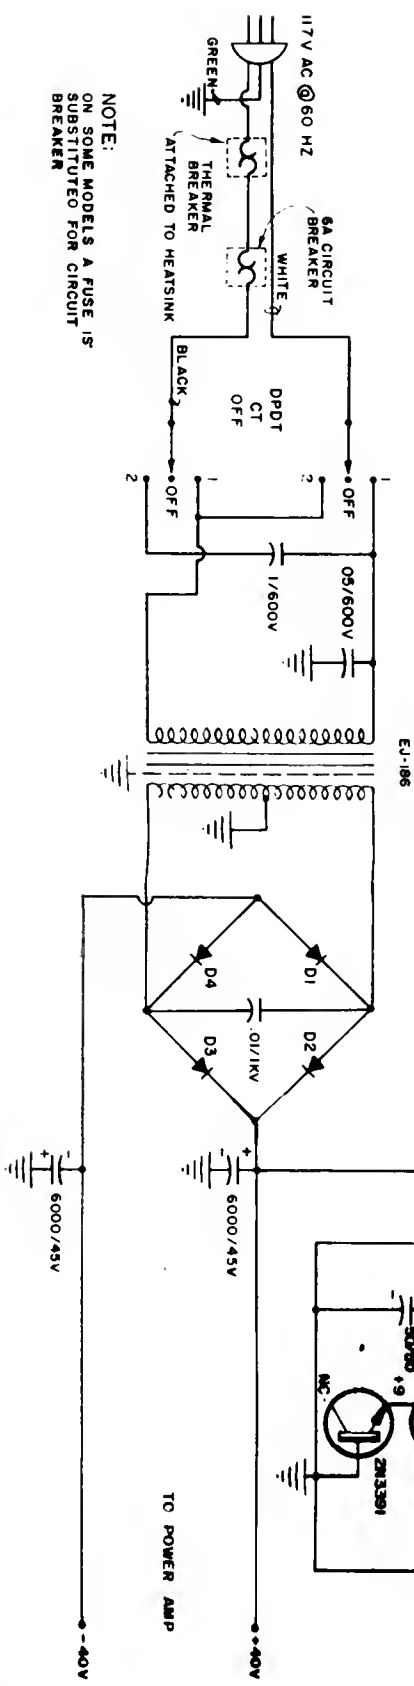 117V AC @ 60 HZ
GREEN
THERMAL
BREAKER
ATTACHED TO HEATSINK
6A CIRCUIT
BREAKER
WHITE
BLACK
NOTE:
ON SOME MODELS A FUSE IS
SUBSTITUTED FOR CIRCUIT
BREAKER
DPDT
CT
OFF
1
OFF
2
1
OFF
2
.05/600V
1/600V
EJ-186
D1
D4
D2
D3
.01/1KV
+
-
6000/45V
-
+
6000/45V
-
50/60
+9
NC
2N3391
TO POWER AMP
+40V
-40V